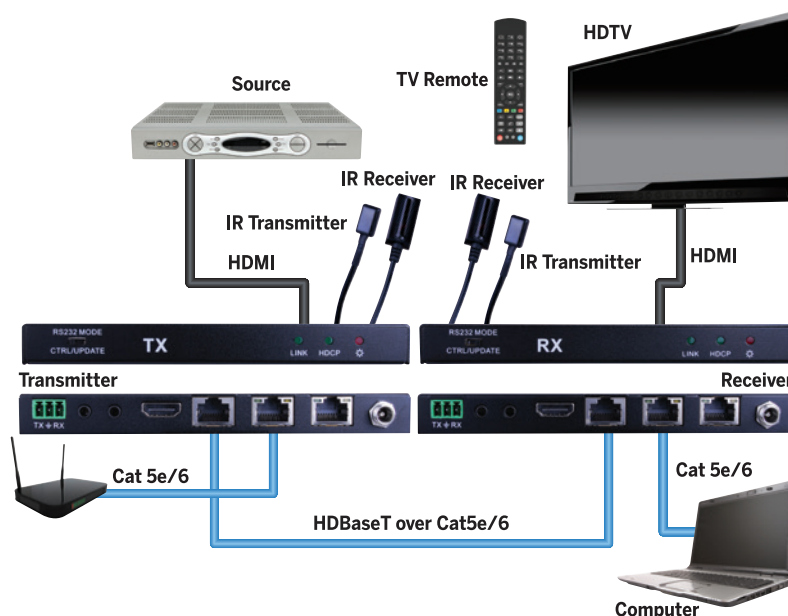 HDTV
Source
TV Remote
IR Receiver
IR Receiver
IR Transmitter
IR Transmitter
HDMI
HDMI
RS232 MODE
CTRL/UPDATE
TX
LINK HDCP
RS232 MODE
CTRL/UPDATE
RX
LINK HDCP
Transmitter
Receiver
TX RX
TX RX
Cat 5e/6
Cat 5e/6
HDBaseT over Cat5e/6
Computer